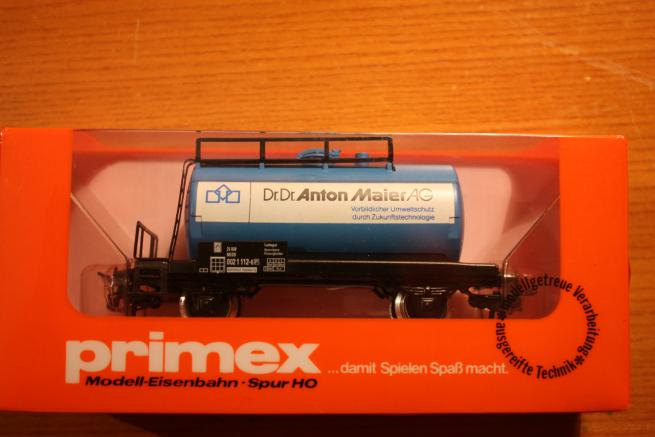 Dr.Dr. Anton Maier AG
Vorbildlicher Umweltschutz
durch Zukunftstechnologie
002 1 112-6
primex
...damit Spielen Spaß macht.
Modell-Eisenbahn · Spur HO
Modellgetreue Verarbeitung
ausgereifte Technik